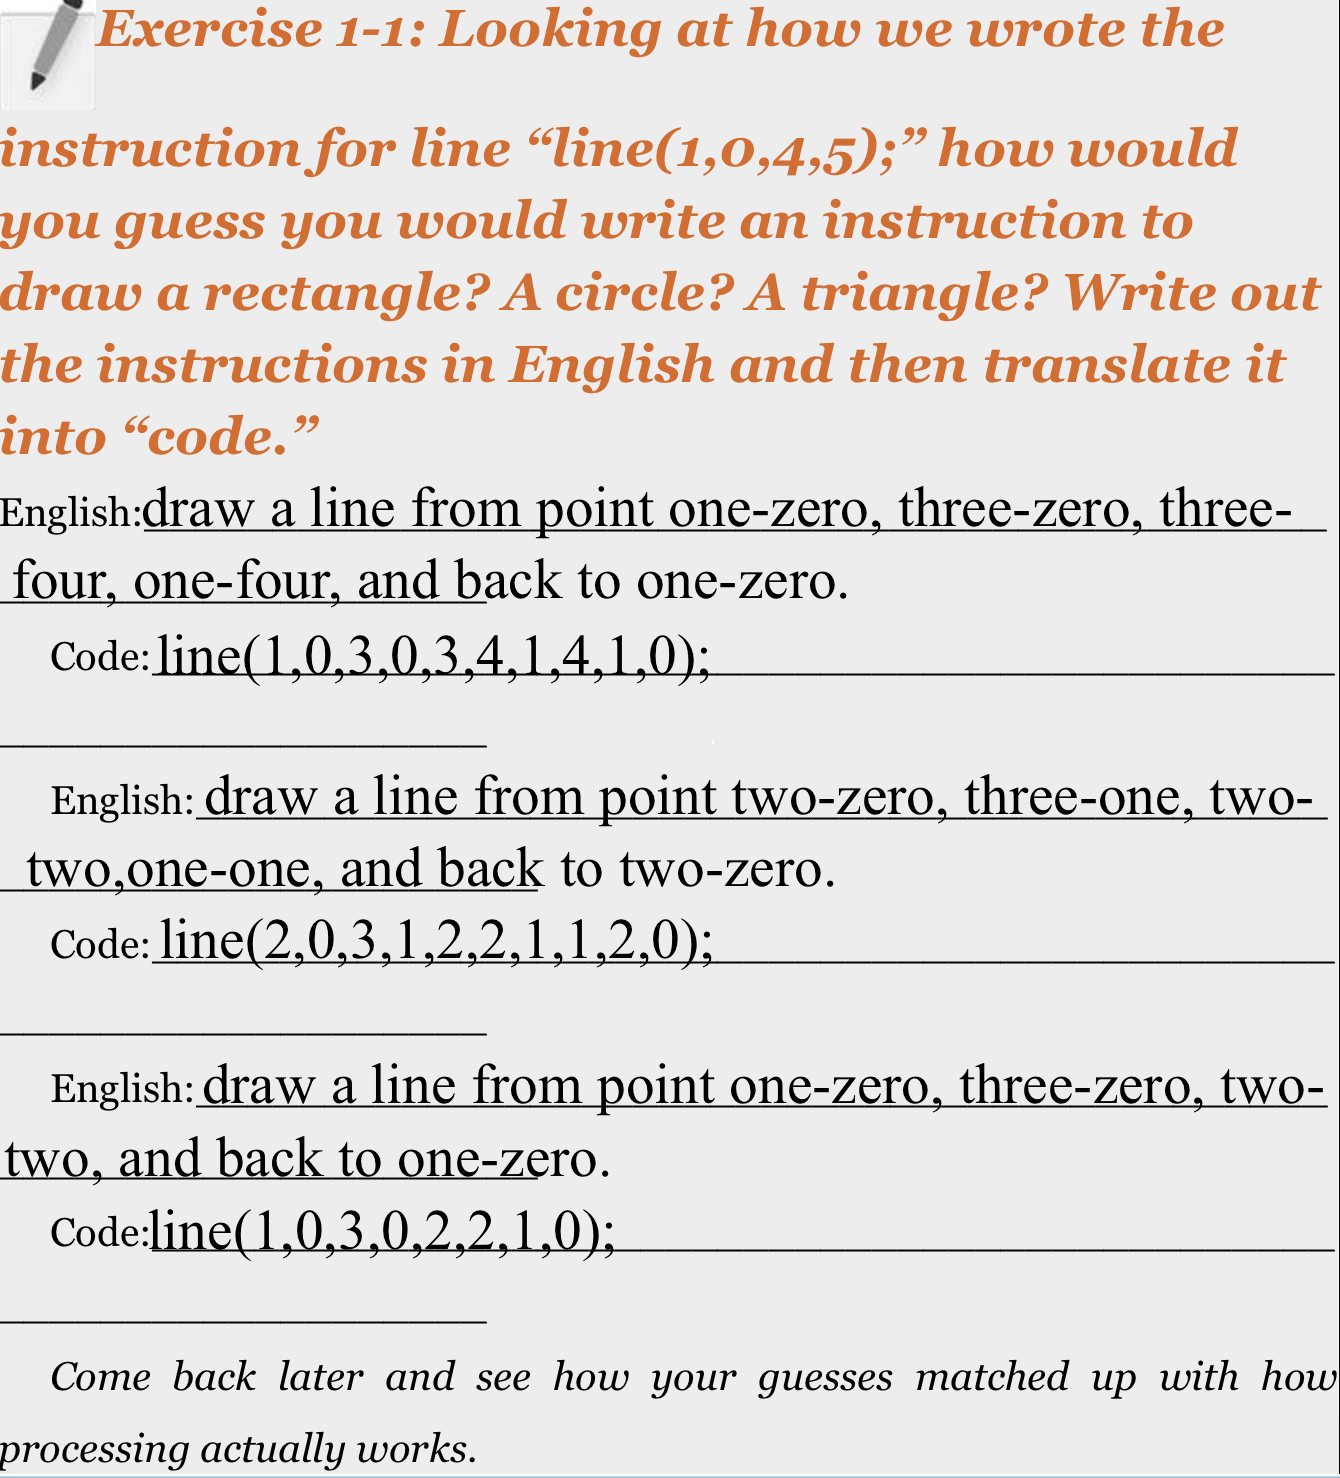 Exercise 1-1: Looking at how we wrote the
instruction for line “line(1,0,4,5);” how would
you guess you would write an instruction to
draw a rectangle? A circle? A triangle? Write out
the instructions in English and then translate it
into “code.”
English:draw a line from point one-zero, three-zero, three-
four, one-four, and back to one-zero.
Code:line(1,0,3,0,3,4,1,4,1,0);
English: draw a line from point two-zero, three-one, two-
two,one-one, and back to two-zero.
Code: line(2,0,3,1,2,2,1,1,2,0);
English: draw a line from point one-zero, three-zero, two-
two, and back to one-zero.
Code:line(1,0,3,0,2,2,1,0);
Come back later and see how your guesses matched up with how
processing actually works.